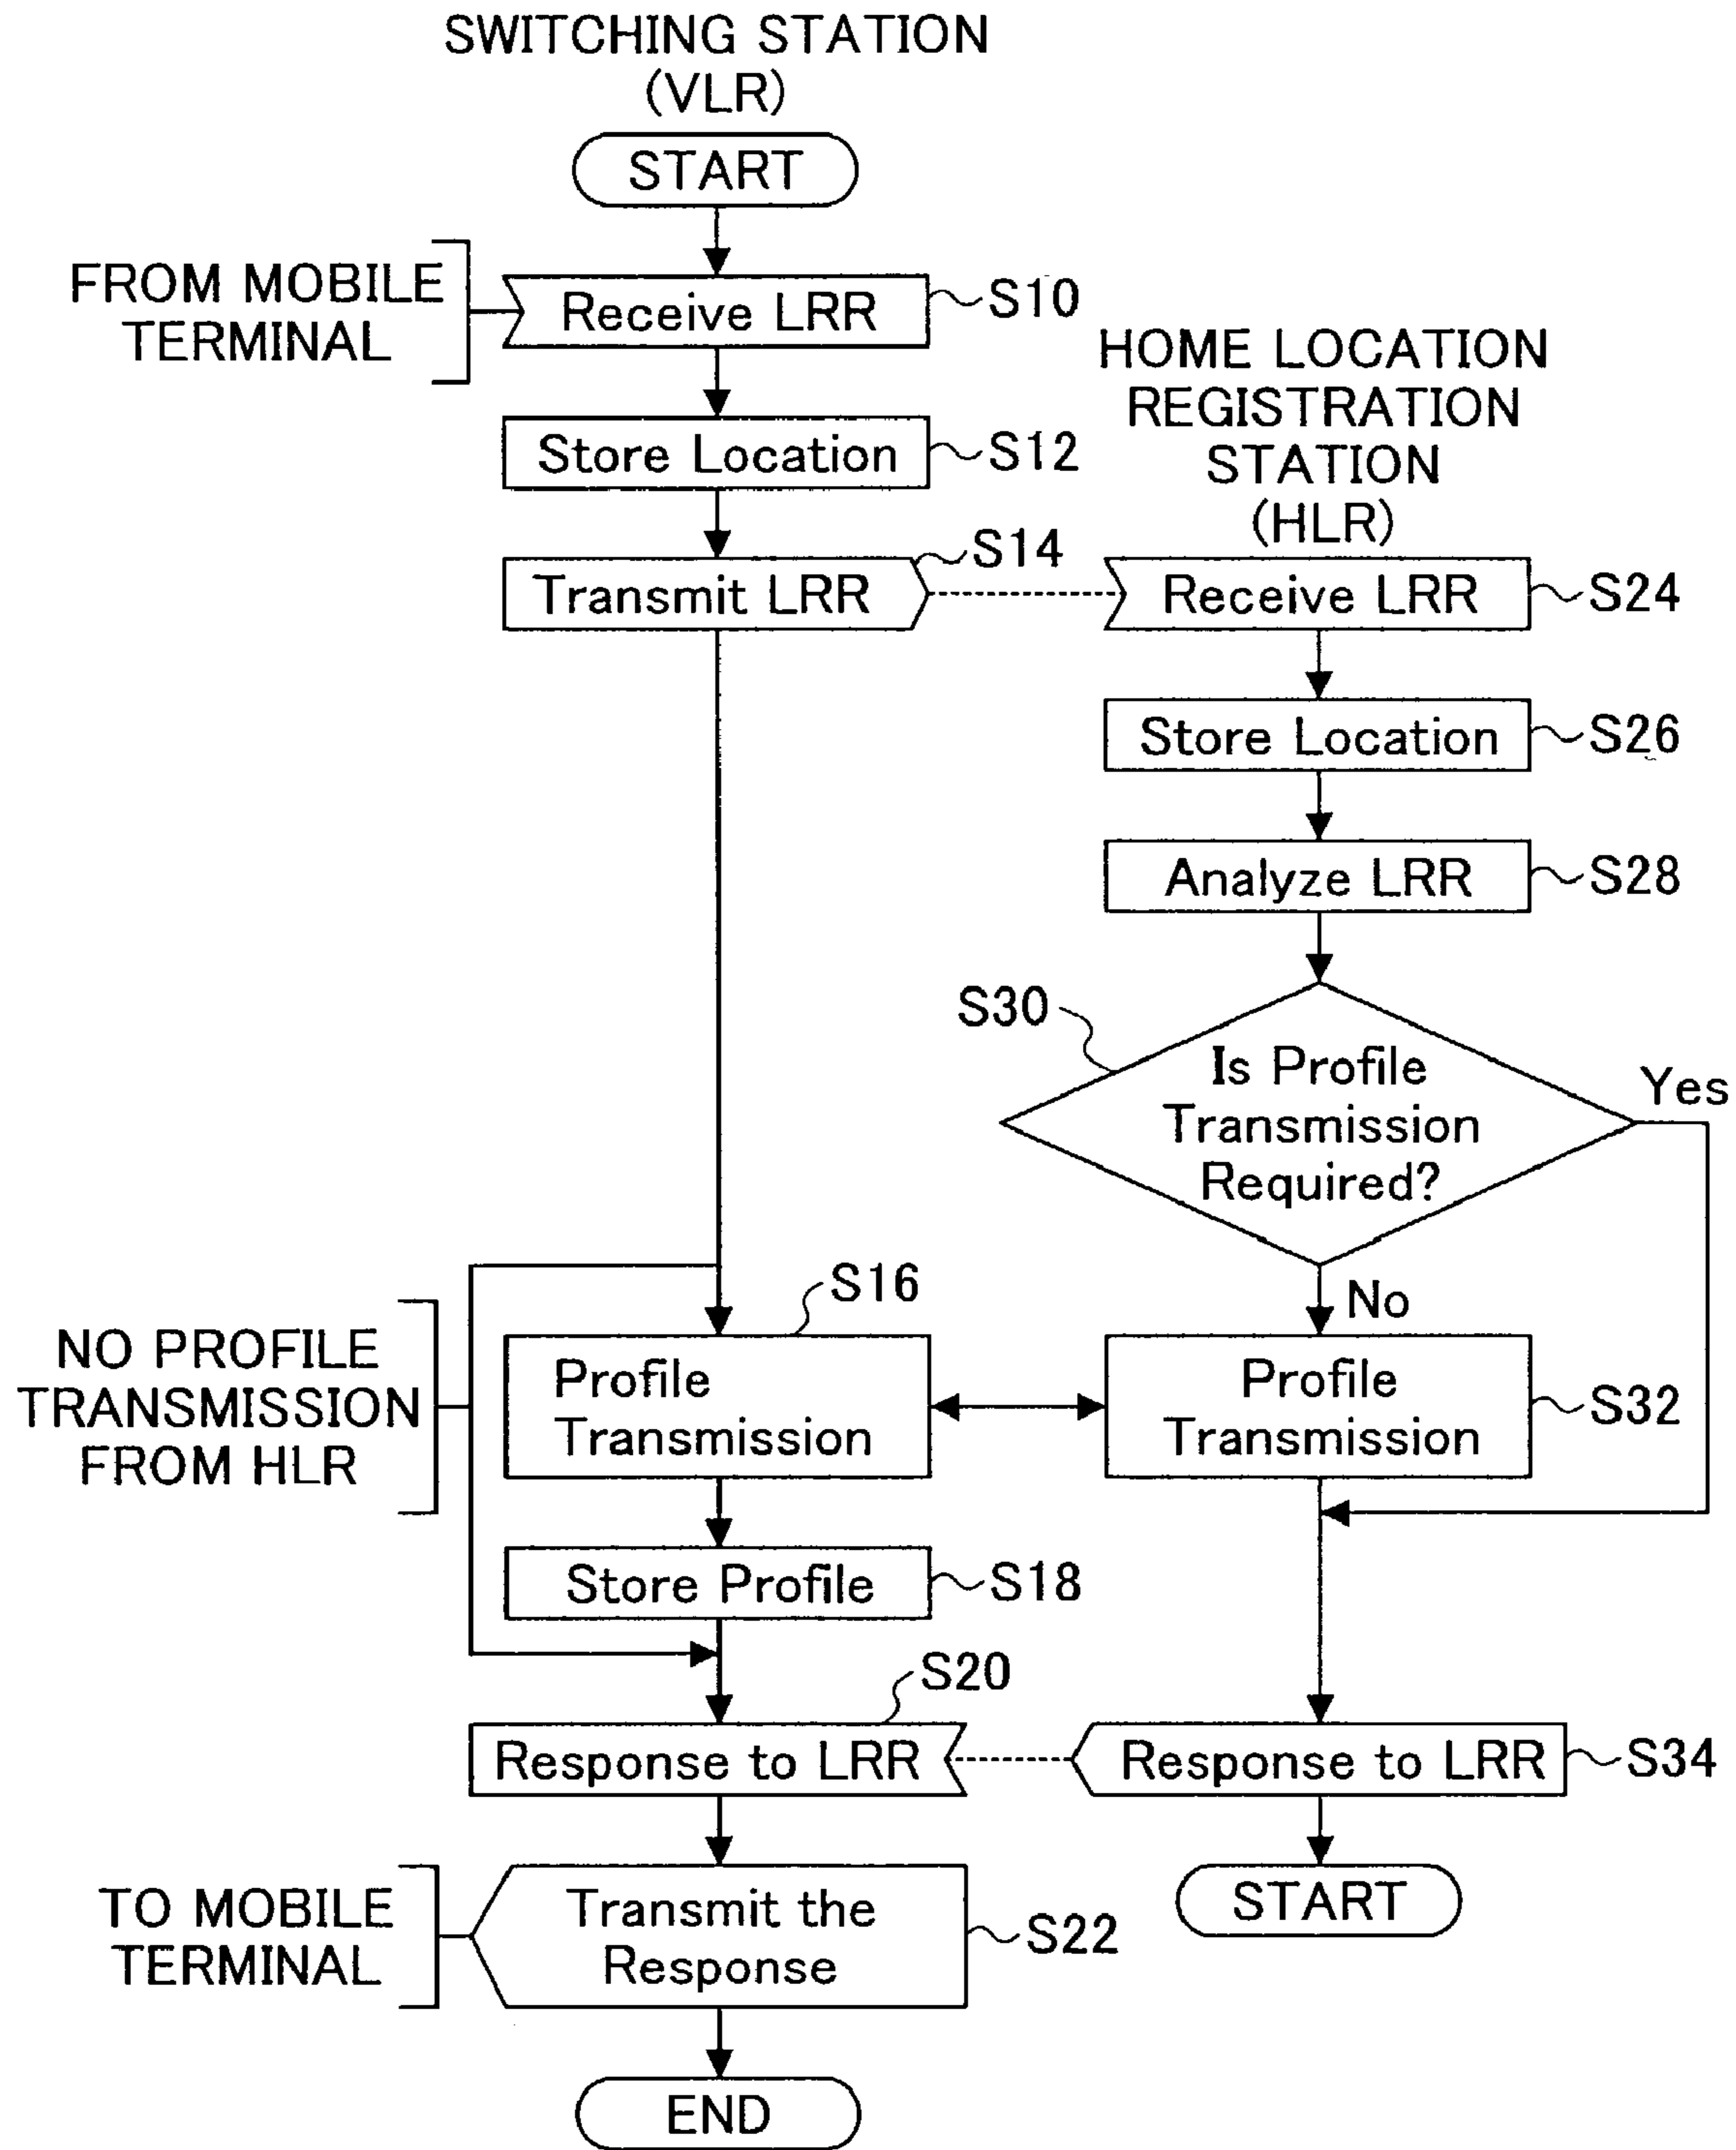 SWITCHING STATION
(VLR)
START
FROM MOBILE
TERMINAL
Receive LRR
S10
Store Location
S12
Transmit LRR
S14
HOME LOCATION
REGISTRATION
STATION
(HLR)
Receive LRR
S24
Store Location
S26
Analyze LRR
S28
S30
Is Profile
Transmission
Required?
Yes
No
NO PROFILE
TRANSMISSION
FROM HLR
S16
Profile
Transmission
Profile
Transmission
S32
Store Profile
S18
S20
Response to LRR
Response to LRR
S34
TO MOBILE
TERMINAL
Transmit the
Response
S22
START
END